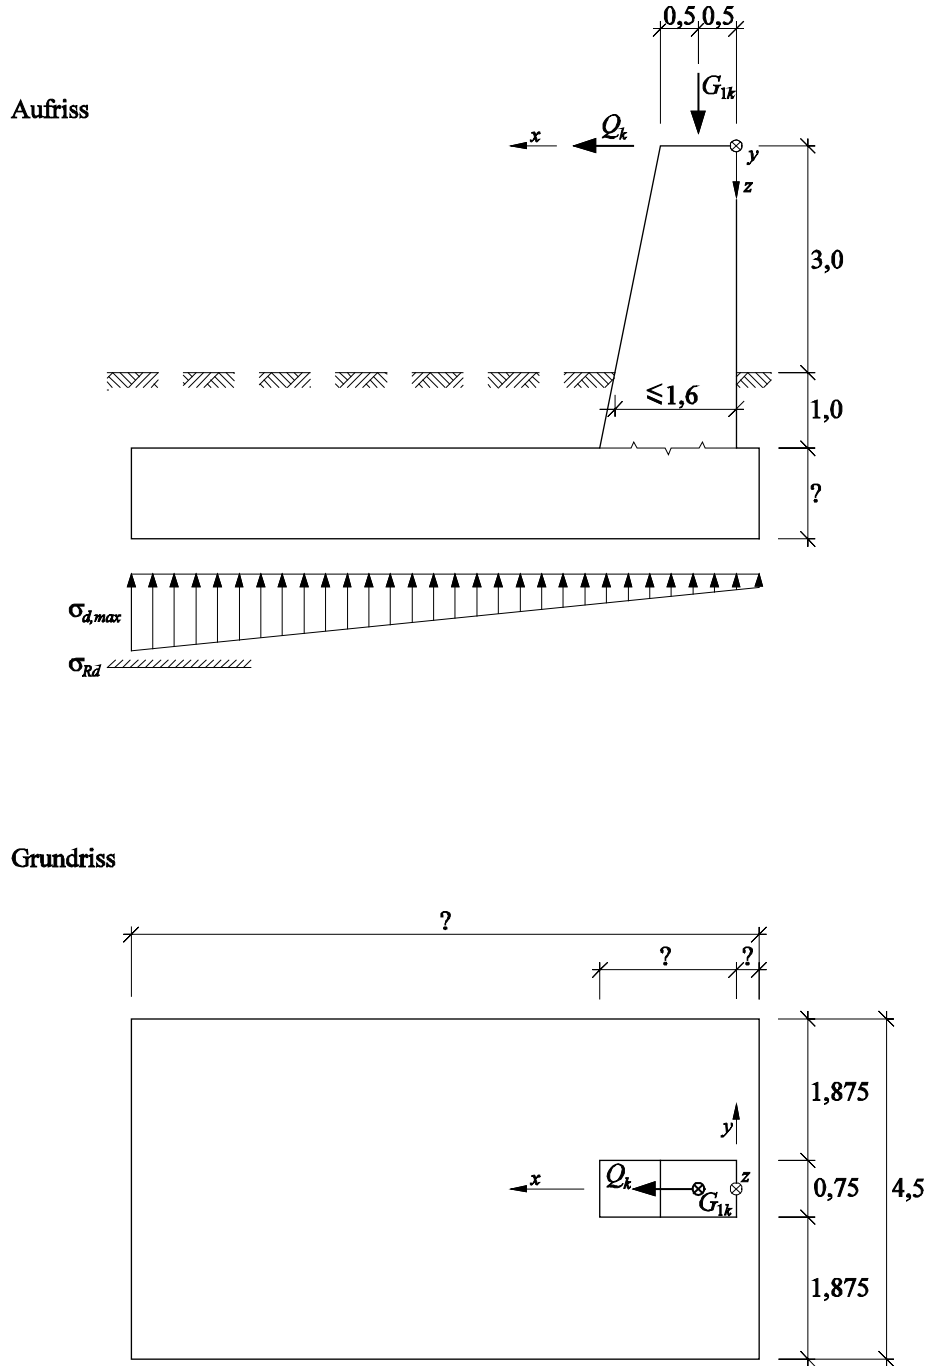 0,5 0,5
Aufriss
G1k
Qk
x
y
z
3,0
≤1,6
1,0
?
σd,max
σRd
Grundriss
?
? ?
1,875
y
x
Qk
z
G1k
0,75
4,5
1,875